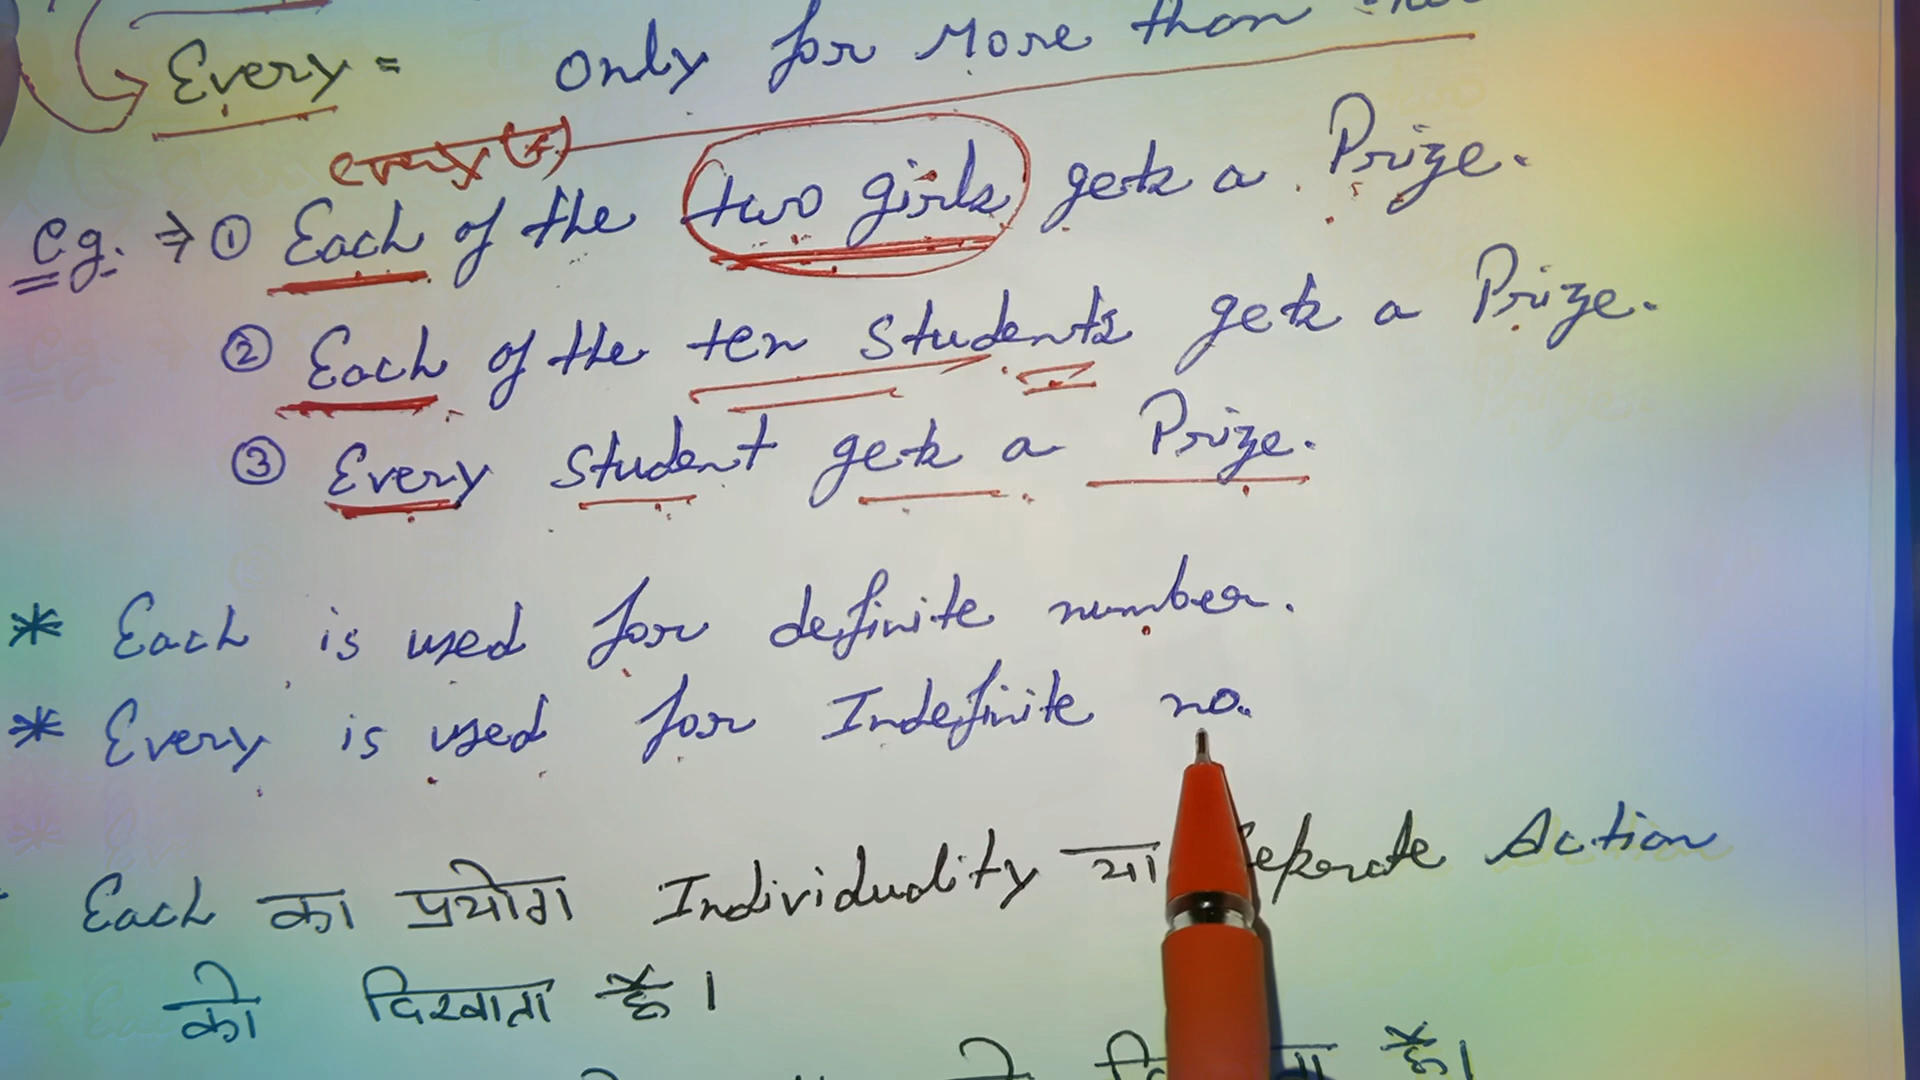 Every = only for More than
every (x)
e.g. ⇒ ① Each of the two girls gets a Prize.
② Each of the ten students gets a Prize.
③ Every student gets a Prize.
* Each is used for definite number.
* Every is used for Indefinite no.
Each का प्रयोग Individuality या Seperate Action
को दिखाता है।
है।